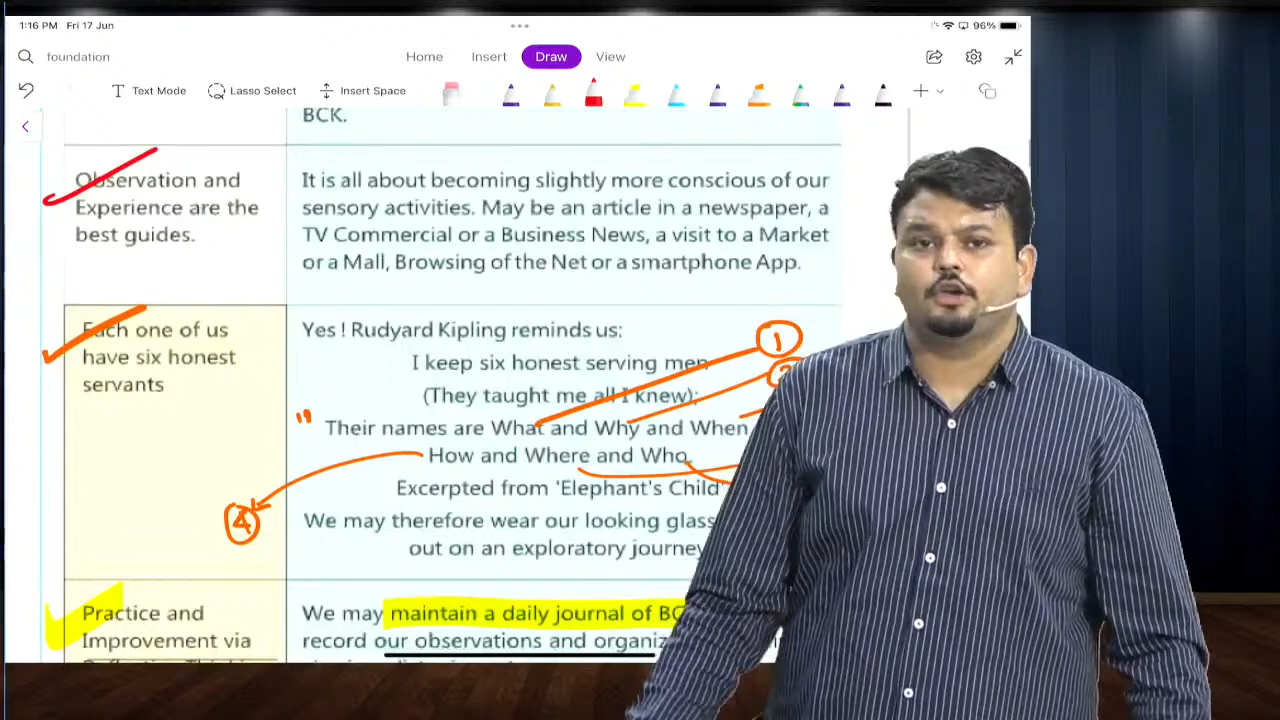 1:16 PM Fri 17 Jun
96%
foundation
Home Insert Draw View
Text Mode Lasso Select Insert Space
BCK.
Observation and
Experience are the
best guides.
It is all about becoming slightly more conscious of our
sensory activities. May be an article in a newspaper, a
TV Commercial or a Business News, a visit to a Market
or a Mall, Browsing of the Net or a smartphone App.
Each one of us
have six honest
servants
Yes ! Rudyard Kipling reminds us:
I keep six honest serving men
(They taught me all I knew);
Their names are What and Why and When
How and Where and Who.
Excerpted from 'Elephant's Child'
We may therefore wear our looking glass
out on an exploratory journey
1
2
"
4
Practice and
Improvement via
We may maintain a daily journal of
record our observations and